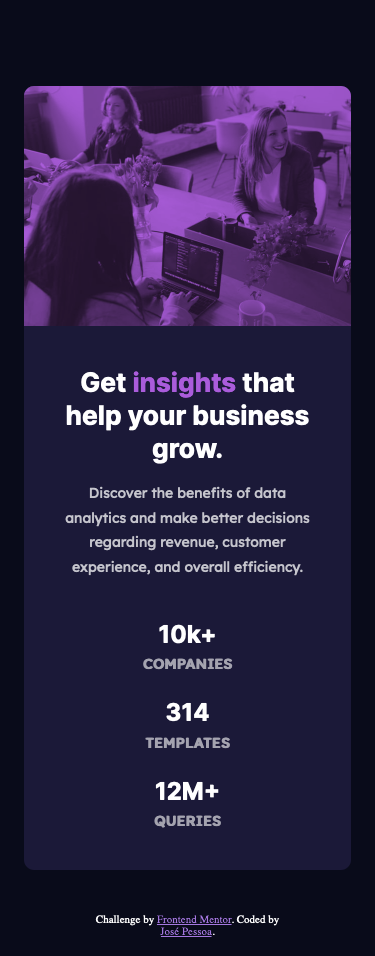 Get insights that
help your business
grow.
Discover the benefits of data
analytics and make better decisions
regarding revenue, customer
experience, and overall efficiency.
10k+
COMPANIES
314
TEMPLATES
12M+
QUERIES
Challenge by Frontend Mentor. Coded by
José Pessoa.